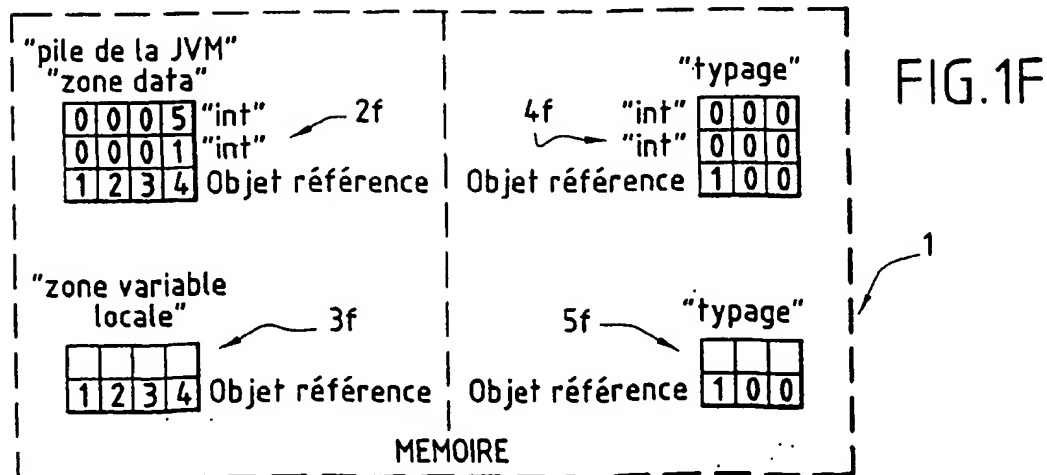 "pile de la JVM"
"zone data"
0 0 0 5 "int"
0 0 0 1 "int"
1 2 3 4 Objet référence
2f
"typage"
4f
"int" 0 0 0
"int" 0 0 0
Objet référence 1 0 0
FIG.1F
1
"zone variable
locale"
3f
1 2 3 4 Objet référence
"typage"
5f
Objet référence 1 0 0
MEMOIRE